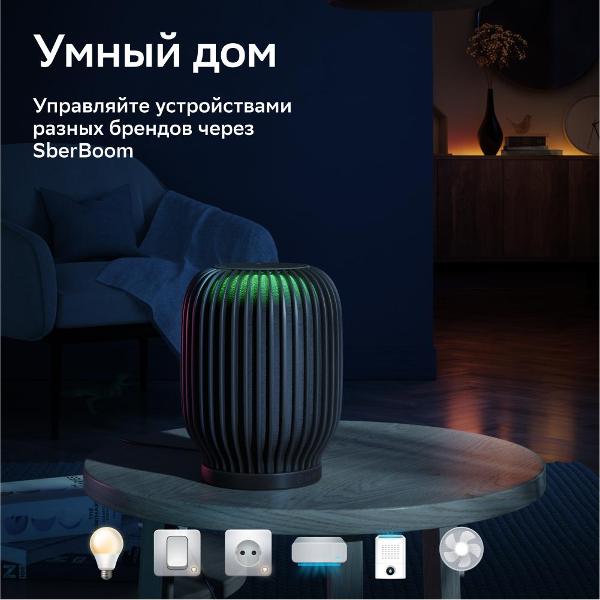 Умный дом
Управляйте устройствами
разных брендов через
SberBoom